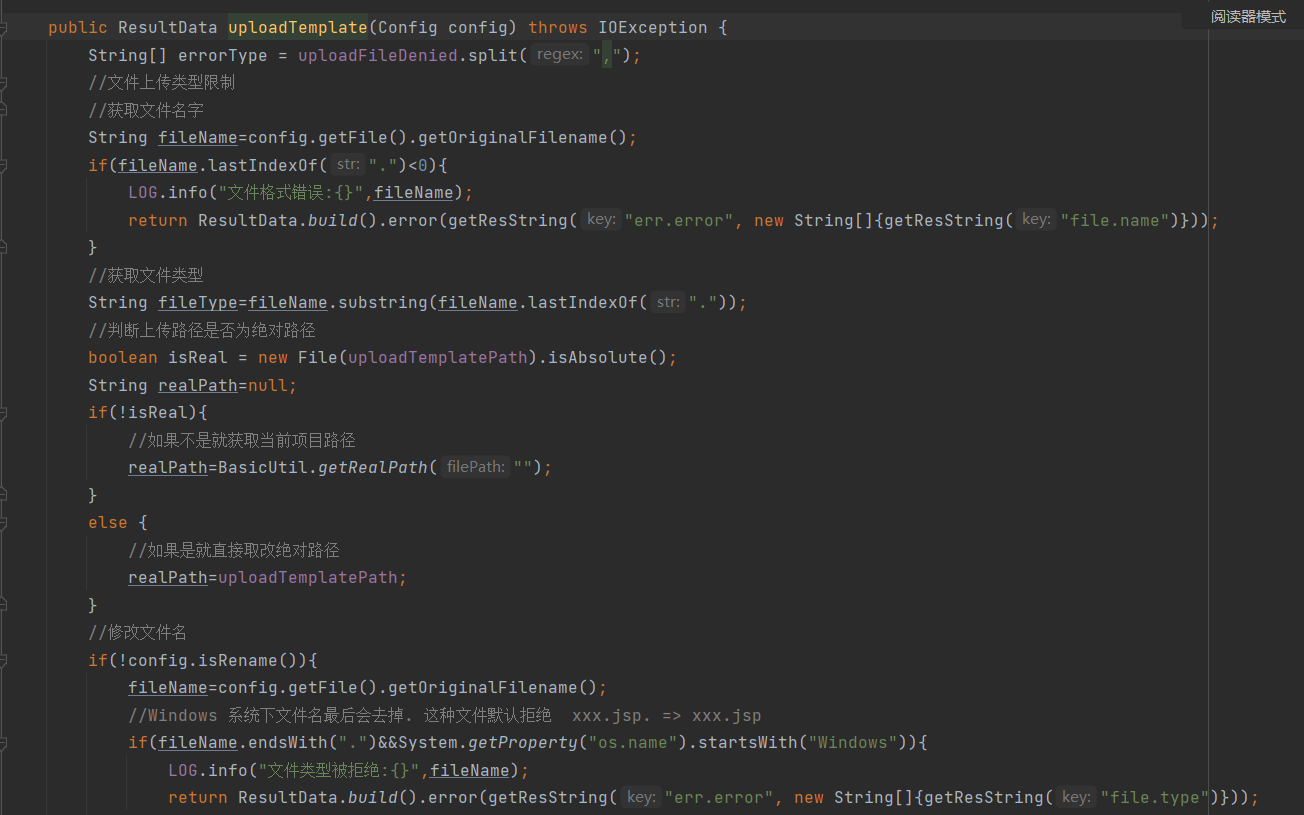 阅读器模式
public ResultData uploadTemplate(Config config) throws IOException {
String[] errorType = uploadFileDenied.split( regex: ",");
//文件上传类型限制
//获取文件名字
String fileName=config.getFile().getOriginalFilename();
if(fileName.lastIndexOf( str: ".")<0){
LOG.info("文件格式错误:{}",fileName);
return ResultData.build().error(getResString( key: "err.error", new String[]{getResString( key: "file.name")}));
}
//获取文件类型
String fileType=fileName.substring(fileName.lastIndexOf( str: "."));
//判断上传路径是否为绝对路径
boolean isReal = new File(uploadTemplatePath).isAbsolute();
String realPath=null;
if(!isReal){
//如果不是就获取当前项目路径
realPath=BasicUtil.getRealPath( filePath: "");
}
else {
//如果是就直接取改绝对路径
realPath=uploadTemplatePath;
}
//修改文件名
if(!config.isRename()){
fileName=config.getFile().getOriginalFilename();
//Windows 系统下文件名最后会去掉. 这种文件默认拒绝  xxx.jsp. => xxx.jsp
if(fileName.endsWith(".")&&System.getProperty("os.name").startsWith("Windows")){
LOG.info("文件类型被拒绝:{}",fileName);
return ResultData.build().error(getResString( key: "err.error", new String[]{getResString( key: "file.type")}));